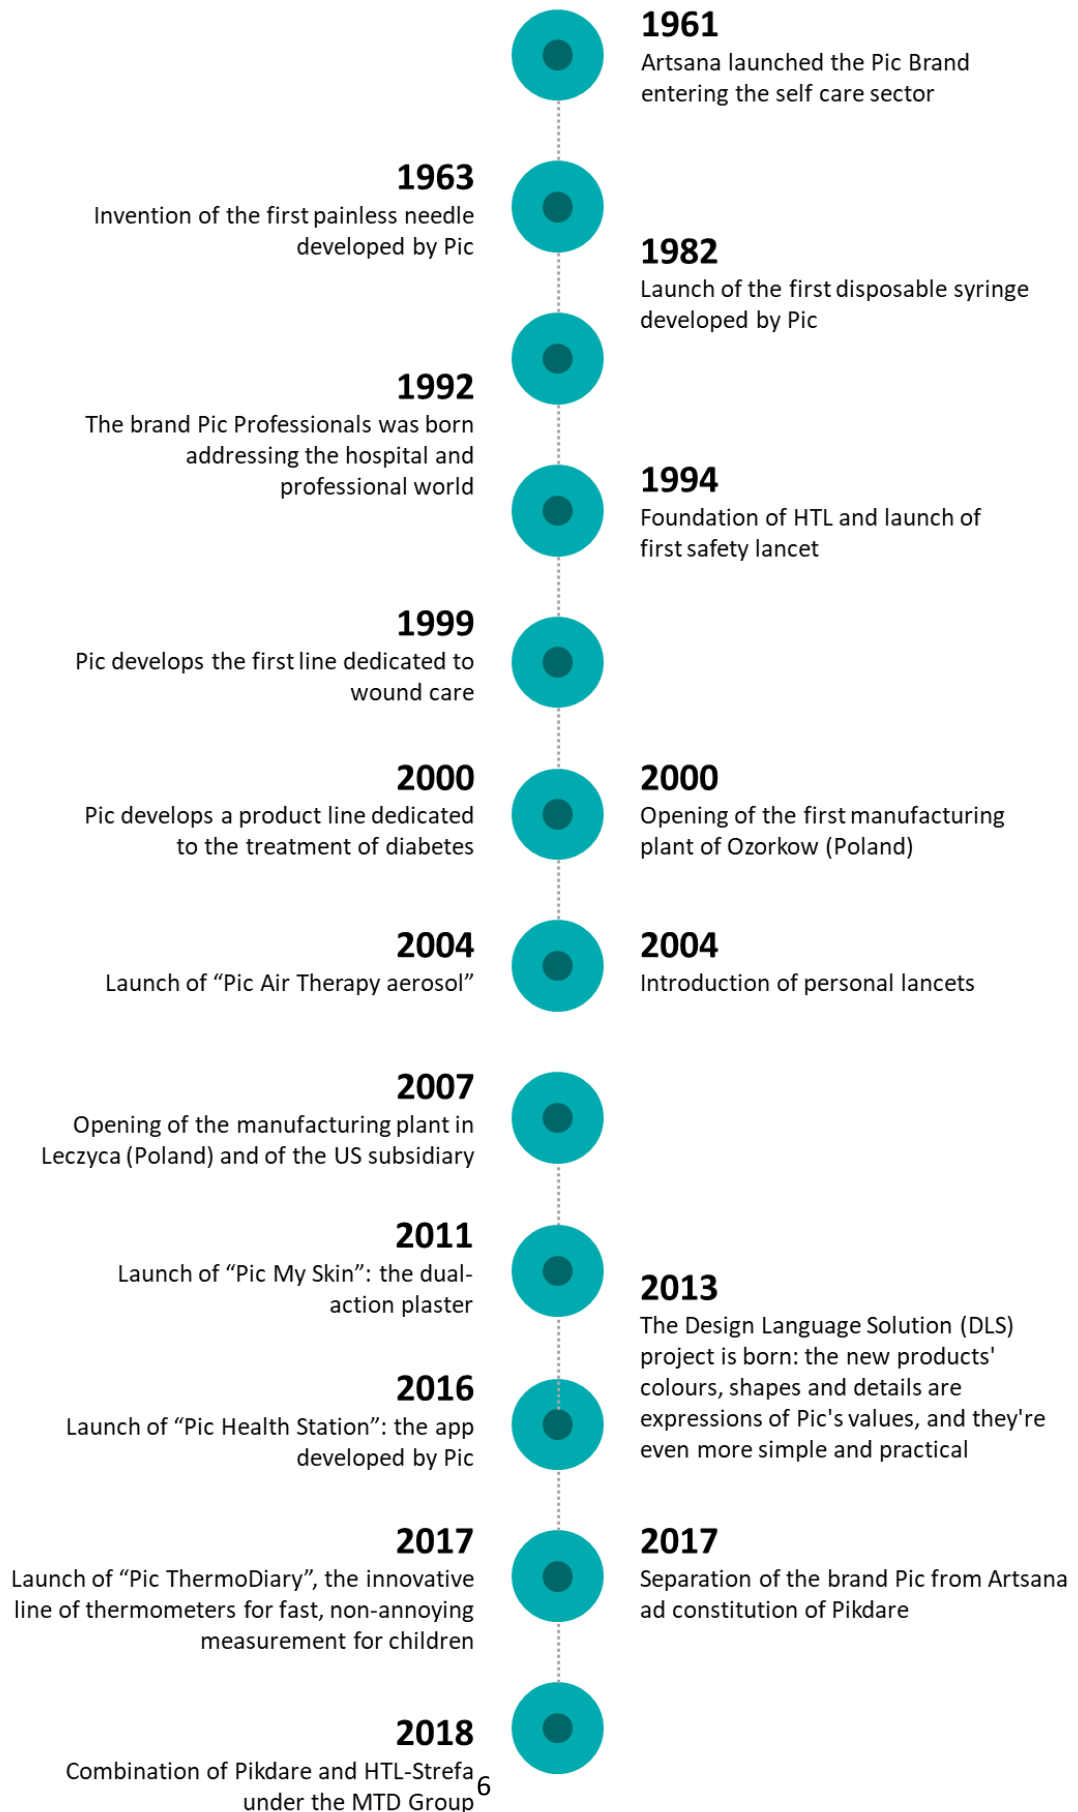 1961
Artsana launched the Pic Brand
entering the self care sector
1963
Invention of the first painless needle
developed by Pic
1982
Launch of the first disposable syringe
developed by Pic
1992
The brand Pic Professionals was born
addressing the hospital and
professional world
1994
Foundation of HTL and launch of
first safety lancet
1999
Pic develops the first line dedicated to
wound care
2000
Pic develops a product line dedicated
to the treatment of diabetes
2000
Opening of the first manufacturing
plant of Ozorkow (Poland)
2004
Launch of “Pic Air Therapy aerosol”
2004
Introduction of personal lancets
2007
Opening of the manufacturing plant in
Leczyca (Poland) and of the US subsidiary
2011
Launch of “Pic My Skin”: the dual-
action plaster
2013
The Design Language Solution (DLS)
project is born: the new products'
colours, shapes and details are
expressions of Pic's values, and they're
even more simple and practical
2016
Launch of “Pic Health Station”: the app
developed by Pic
2017
Launch of “Pic ThermoDiary”, the innovative
line of thermometers for fast, non-annoying
measurement for children
2017
Separation of the brand Pic from Artsana
ad constitution of Pikdare
2018
Combination of Pikdare and HTL-Strefa
under the MTD Group
6